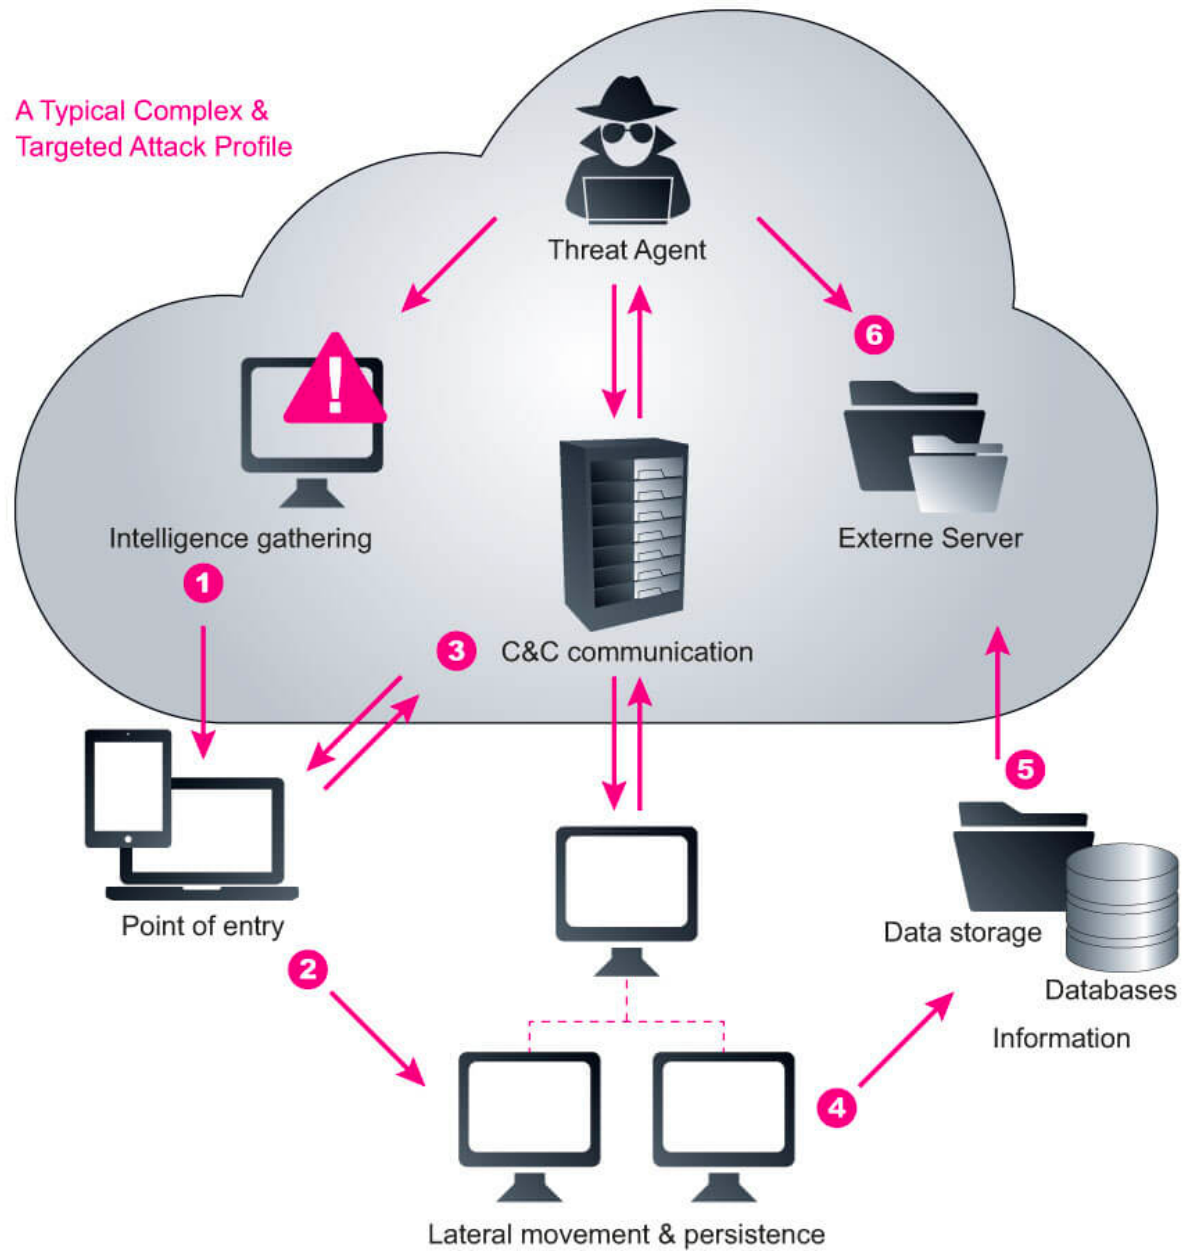 A Typical Complex &
Targeted Attack Profile
Threat Agent
6
Intelligence gathering
Externe Server
1
3
C&C communication
5
Point of entry
Data storage
2
Databases
Information
4
Lateral movement & persistence